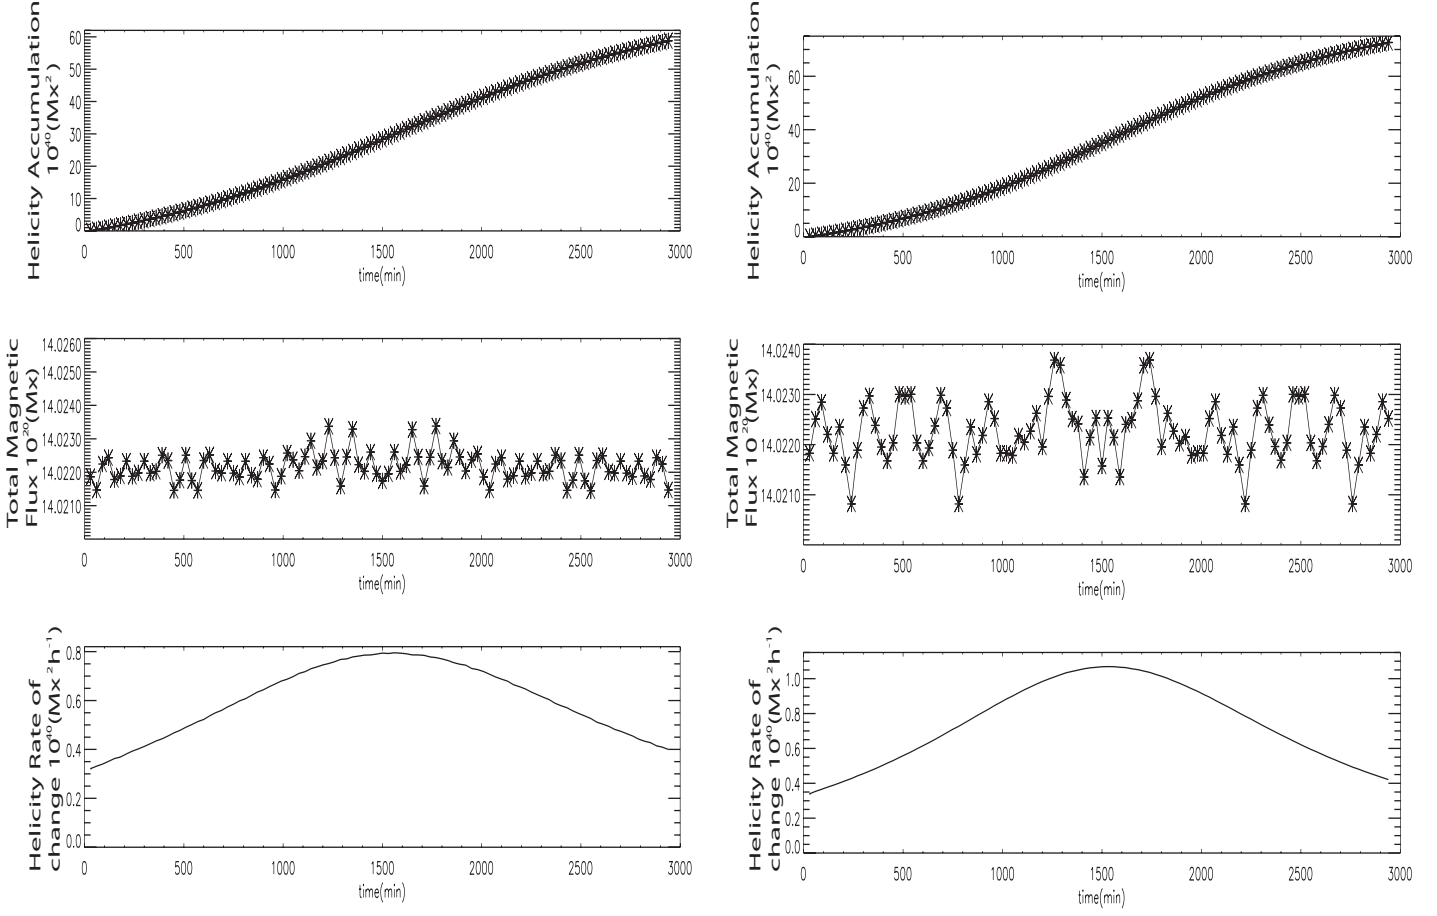 Helicity Accumulation
10⁴⁰(Mx²)
60
50
40
30
20
10
0
0 500 1000 1500 2000 2500 3000
time(min)
Helicity Accumulation
10⁴⁰(Mx²)
60
40
20
0
0 500 1000 1500 2000 2500 3000
time(min)
Total Magnetic
Flux 10²⁰(Mx)
14.0260
14.0250
14.0240
14.0230
14.0220
14.0210
0 500 1000 1500 2000 2500 3000
time(min)
Total Magnetic
Flux 10²⁰(Mx)
14.0240
14.0230
14.0220
14.0210
0 500 1000 1500 2000 2500 3000
time(min)
Helicity Rate of
change 10⁴⁰(Mx²h⁻¹)
0.8
0.6
0.4
0.2
0.0
0 500 1000 1500 2000 2500 3000
time(min)
Helicity Rate of
change 10⁴⁰(Mx²h⁻¹)
1.0
0.8
0.6
0.4
0.2
0.0
0 500 1000 1500 2000 2500 3000
time(min)